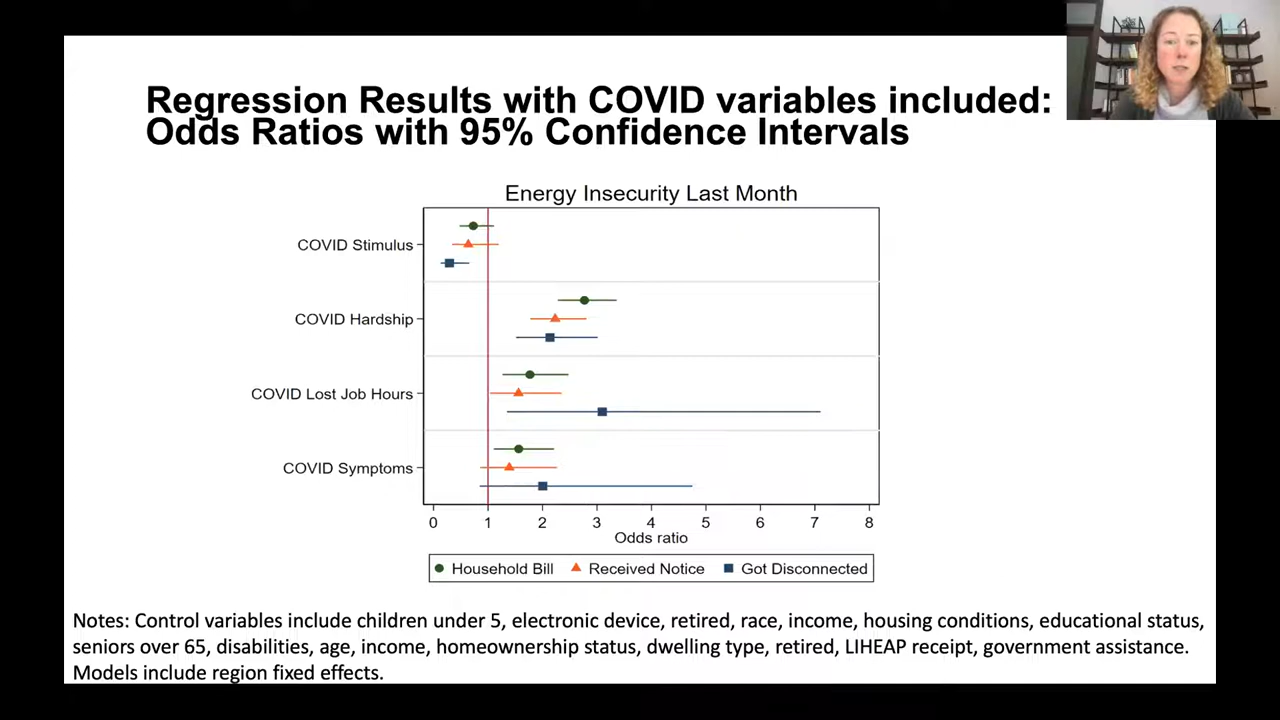 Regression Results with COVID variables included:
Odds Ratios with 95% Confidence Intervals
Energy Insecurity Last Month
COVID Stimulus
COVID Hardship
COVID Lost Job Hours
COVID Symptoms
0 1 2 3 4 5 6 7 8
Odds ratio
Household Bill Received Notice Got Disconnected
Notes: Control variables include children under 5, electronic device, retired, race, income, housing conditions, educational status,
seniors over 65, disabilities, age, income, homeownership status, dwelling type, retired, LIHEAP receipt, government assistance.
Models include region fixed effects.